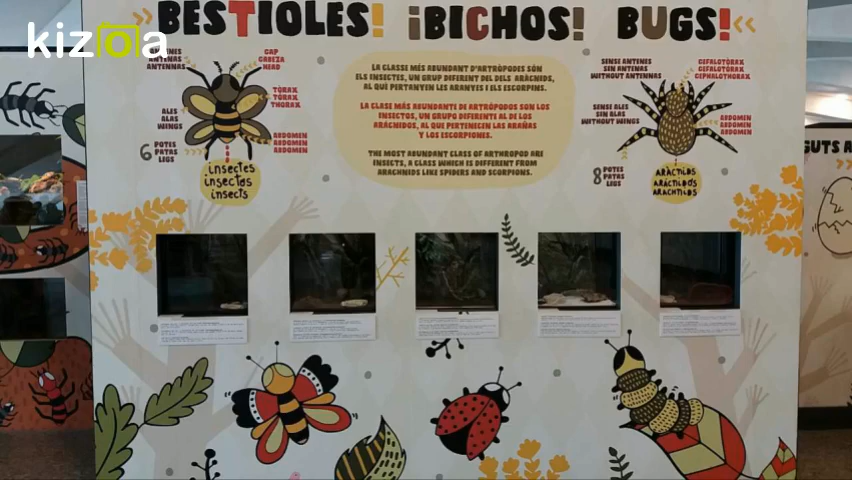 BESTIOLES! ¡BICHOS! BUGS!
kizoa
ANTENAS
ANTENNAS
CAP
CABEZA
HEAD
TÒRAX
TÓRAX
THORAX
ALES
ALAS
WINGS
ABDOMEN
ABDOMEN
ABDOMEN
6 POTES
PATAS
LEGS
insectes
insectos
insects
LA CLASSE MÉS ABUNDANT D'ARTRÒPODES SÓN
ELS INSECTES, UN GRUP DIFERENT DEL DELS ARÀCNIDS,
AL QUE PERTANYEN LES ARANYES I ELS ESCORPINS.
LA CLASE MÁS ABUNDANTE DE ARTRÓPODOS SON LOS
INSECTOS, UN GRUPO DIFERENTE AL DE LOS
ARÁCNIDOS, AL QUE PERTENECEN LAS ARAÑAS
Y LOS ESCORPIONES.
THE MOST ABUNDANT CLASS OF ARTHROPOD ARE
INSECTS, A CLASS WHICH IS DIFFERENT FROM
ARACHNIDS LIKE SPIDERS AND SCORPIONS.
SENSE ANTENES
SIN ANTENAS
WITHOUT ANTENNAS
CEFALOTÒRAX
CEFALOTÓRAX
CEPHALOTHORAX
SENSE ALES
SIN ALAS
WITHOUT WINGS
ABDOMEN
ABDOMEN
ABDOMEN
8 POTES
PATAS
LEGS
ARÀCNIDS
ARÁCNIDOS
ARACHNIDS
GUTS A